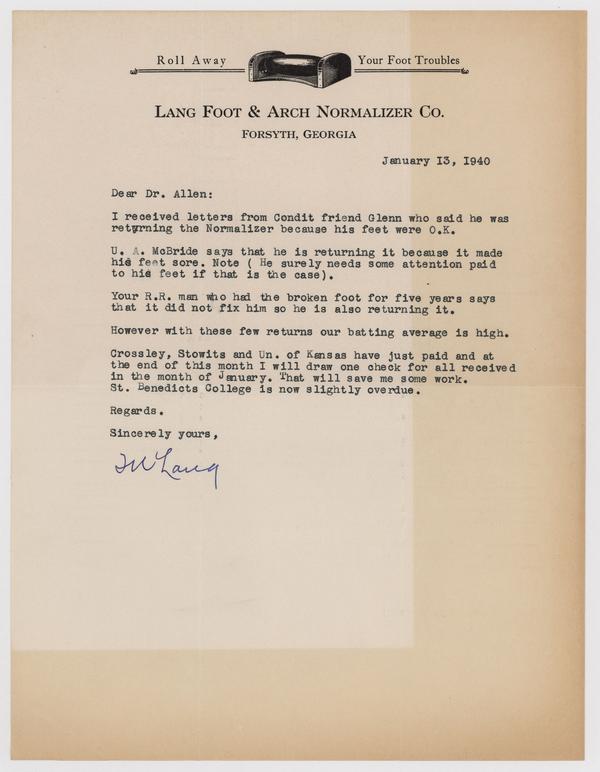 Roll Away Your Foot Troubles
LANG FOOT & ARCH NORMALIZER CO.
FORSYTH, GEORGIA
January 13, 1940
Dear Dr. Allen:
I received letters from Condit friend Glenn who said he was
returning the Normalizer because his feet were O.K.
U. A. McBride says that he is returning it because it made
his feet sore. Note ( He surely needs some attention paid
to his feet if that is the case).
Your R.R. man who had the broken foot for five years says
that it did not fix him so he is also returning it.
However with these few returns our batting average is high.
Crossley, Stowits and Un. of Kansas have just paid and at
the end of this month I will draw one check for all received
in the month of January. That will save me some work.
St. Benedicts College is now slightly overdue.
Regards.
Sincerely yours,
Lang